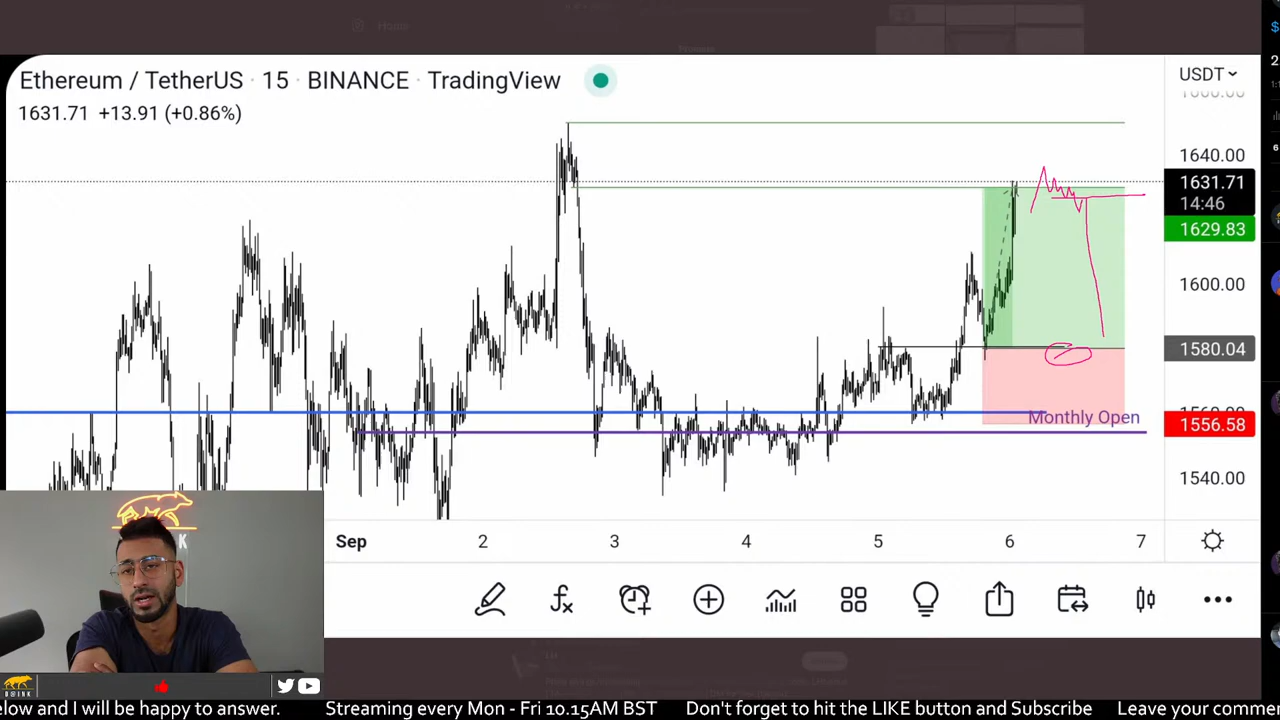 Home
Ethereum / TetherUS · 15 · BINANCE · TradingView
USDT
1631.71 +13.91 (+0.86%)
1640.00
1631.71
14:46
1629.83
1600.00
1580.04
Monthly Open
1556.58
1540.00
Sep 2 3 4 5 6 7
elow and I will be happy to answer. Streaming every Mon - Fri 10.15AM BST Don't forget to hit the LIKE button and Subscribe Leave your comme